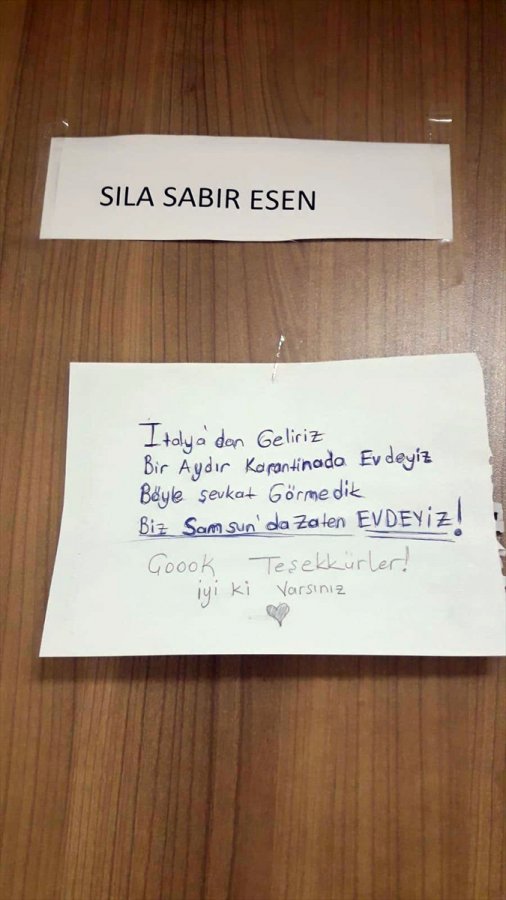 SILA SABIR ESEN
İtalya'dan Geliriz
Bir Aydır Karantinada Evdeyiz
Böyle şevkat Görmedik
Biz Samsun'da Zaten EVDEYİZ!
Goook Teşekkürler!
iyi ki Varsınız